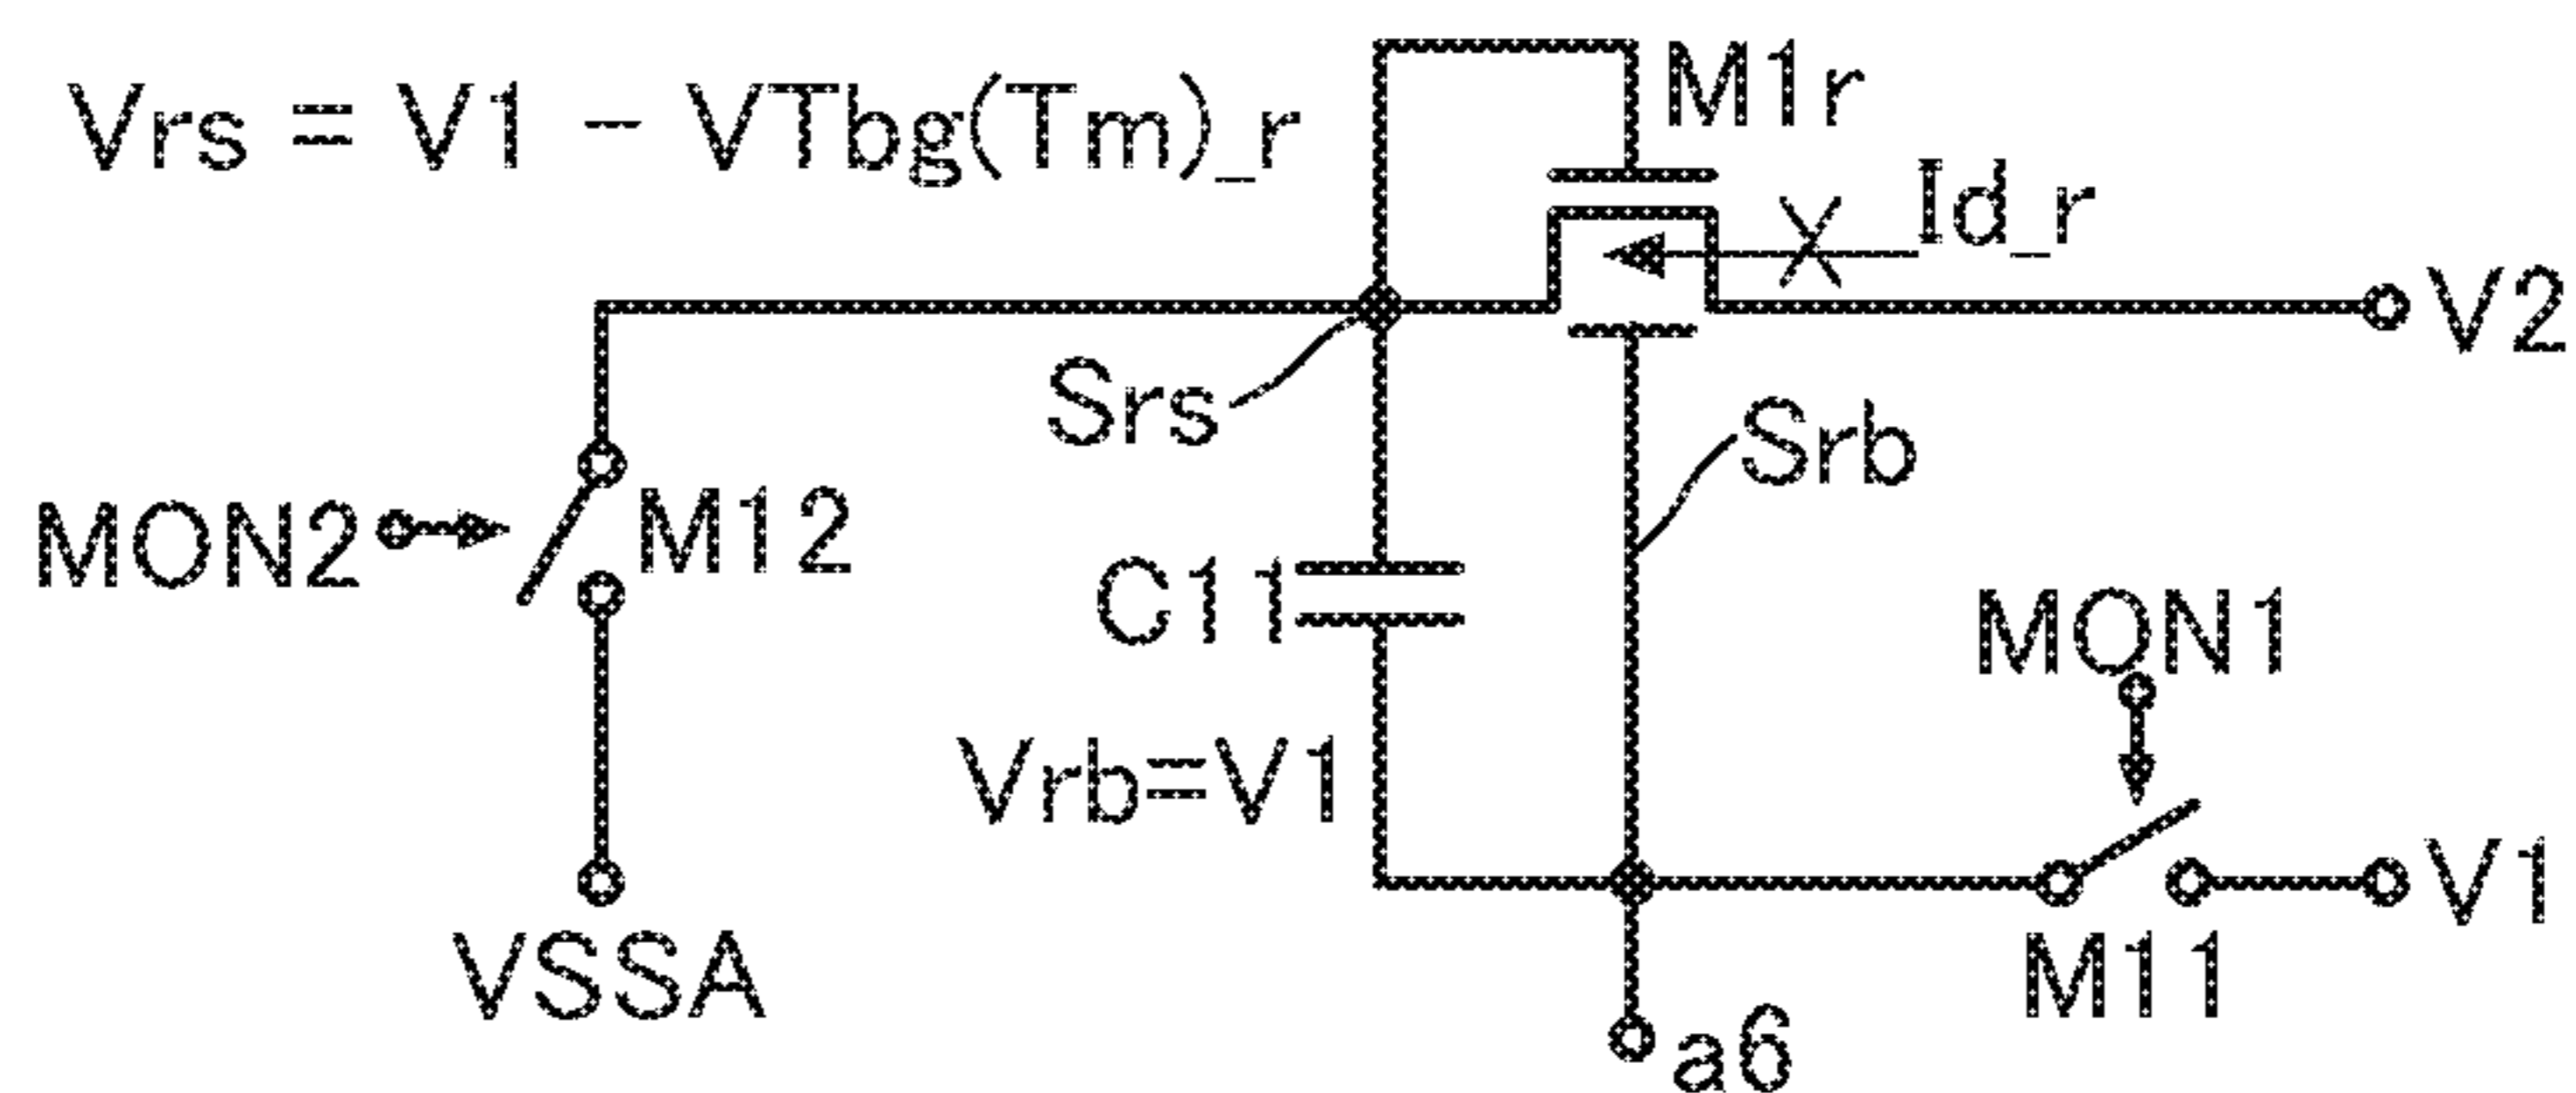 Vrs = V1 - VTbg(Tm)_r
M1r
Id_r
V2
Srs
Srb
MON2
M12
C11
MON1
Vrb=V1
V1
VSSA
M11
a6